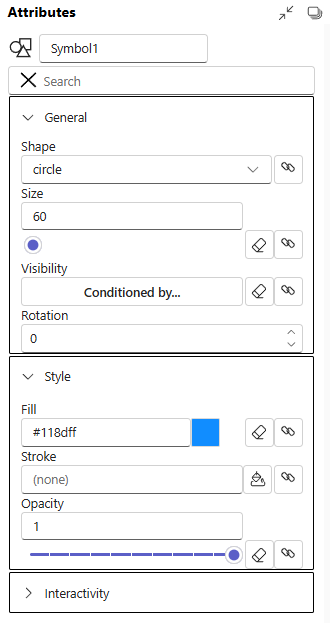 Attributes
Symbol1
Search
General
Shape
circle
Size
60
Visibility
Conditioned by...
Rotation
0
Style
Fill
#118dff
Stroke
(none)
Opacity
1
Interactivity